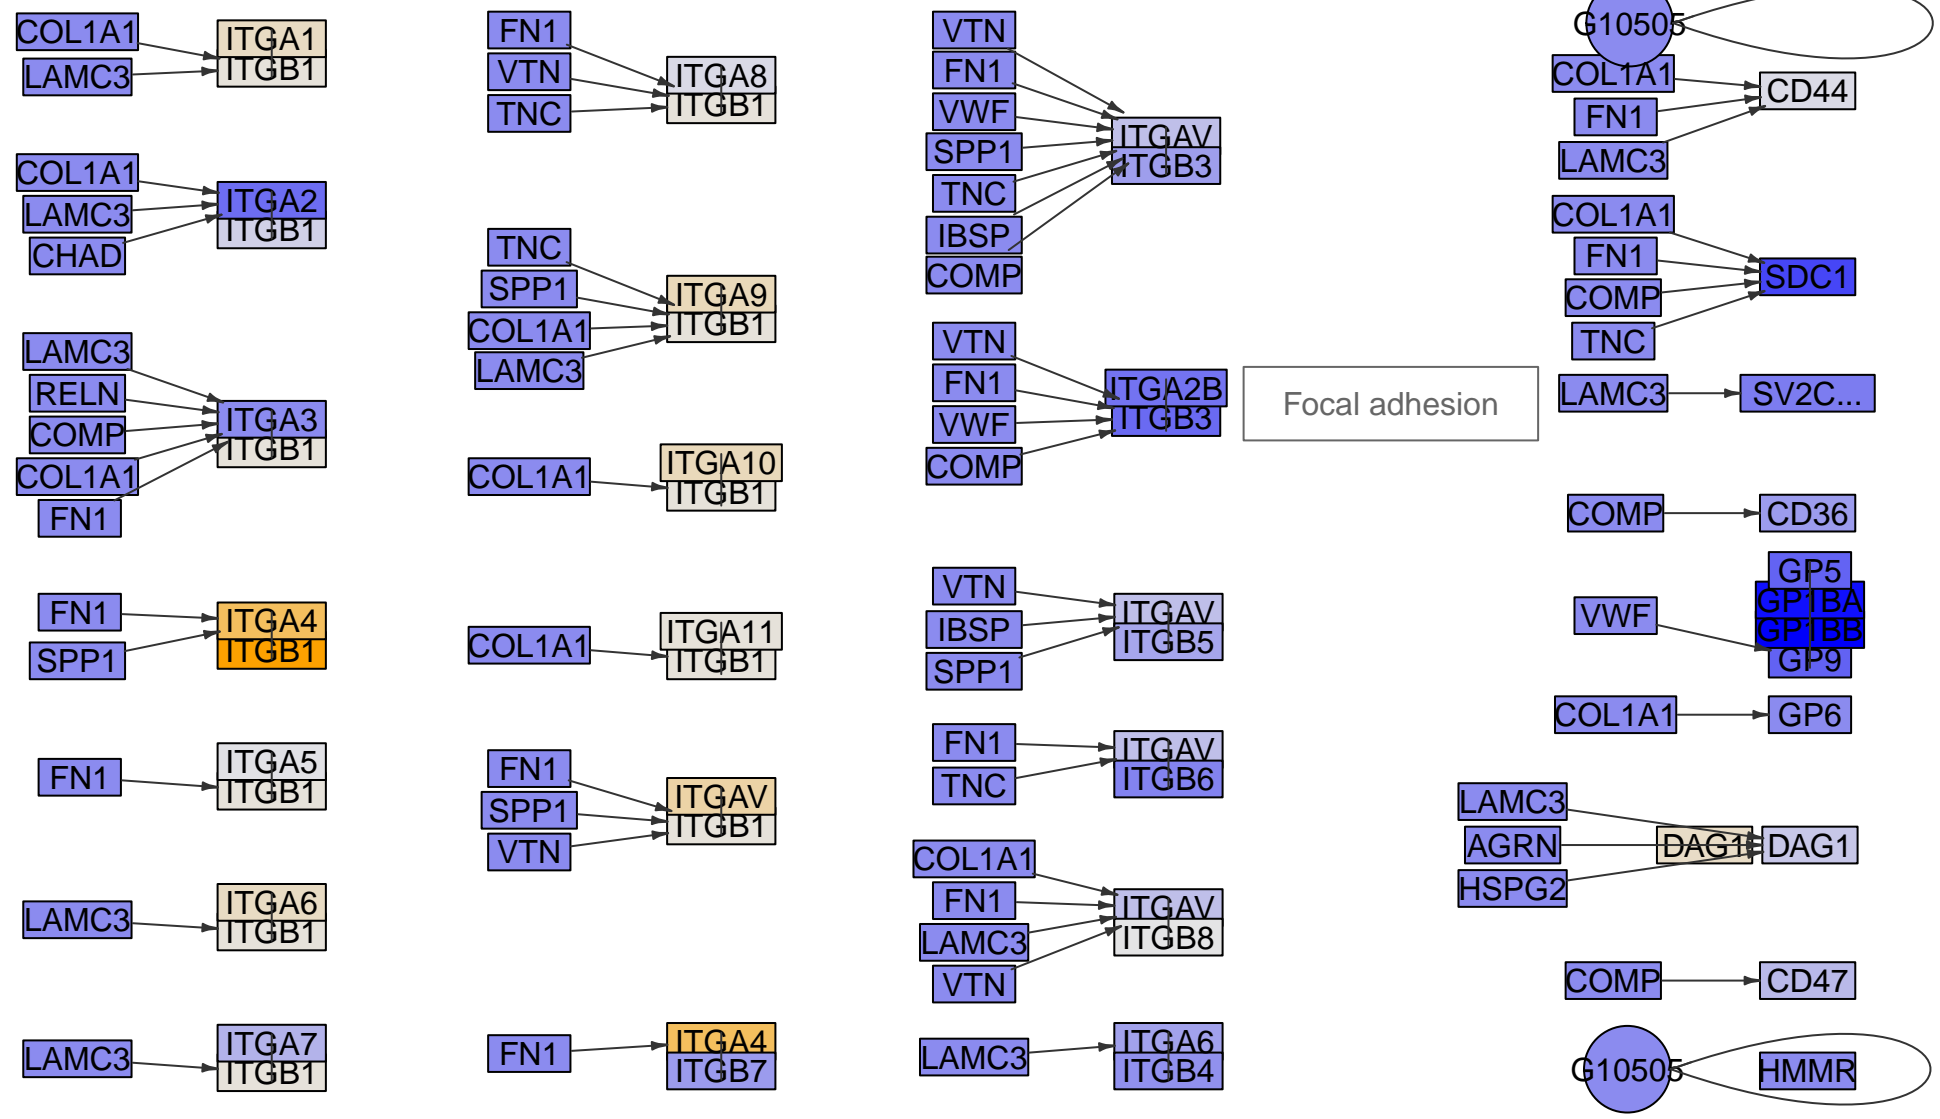 COL1A1
LAMC3
ITGA1
ITGB1
COL1A1
LAMC3
CHAD
ITGA2
ITGB1
LAMC3
RELN
COMP
COL1A1
FN1
ITGA3
ITGB1
FN1
SPP1
ITGA4
ITGB1
FN1
ITGA5
ITGB1
LAMC3
ITGA6
ITGB1
LAMC3
ITGA7
ITGB1
FN1
VTN
TNC
ITGA8
ITGB1
TNC
SPP1
COL1A1
LAMC3
ITGA9
ITGB1
COL1A1
ITGA10
ITGB1
COL1A1
ITGA11
ITGB1
FN1
SPP1
VTN
ITGAV
ITGB1
FN1
ITGA4
ITGB7
VTN
FN1
VWF
SPP1
TNC
IBSP
COMP
ITGAV
ITGB3
VTN
FN1
VWF
COMP
ITGA2B
ITGB3
Focal adhesion
VTN
IBSP
SPP1
ITGAV
ITGB5
FN1
TNC
ITGAV
ITGB6
COL1A1
FN1
LAMC3
VTN
ITGAV
ITGB8
LAMC3
ITGA6
ITGB4
G10505
COL1A1
FN1
LAMC3
CD44
COL1A1
FN1
COMP
TNC
SDC1
LAMC3
SV2C...
COMP
CD36
VWF
GP5
GP1BA
GP1BB
GP9
COL1A1
GP6
LAMC3
AGRN
HSPG2
DAG1
DAG1
COMP
CD47
G10505
HMMR